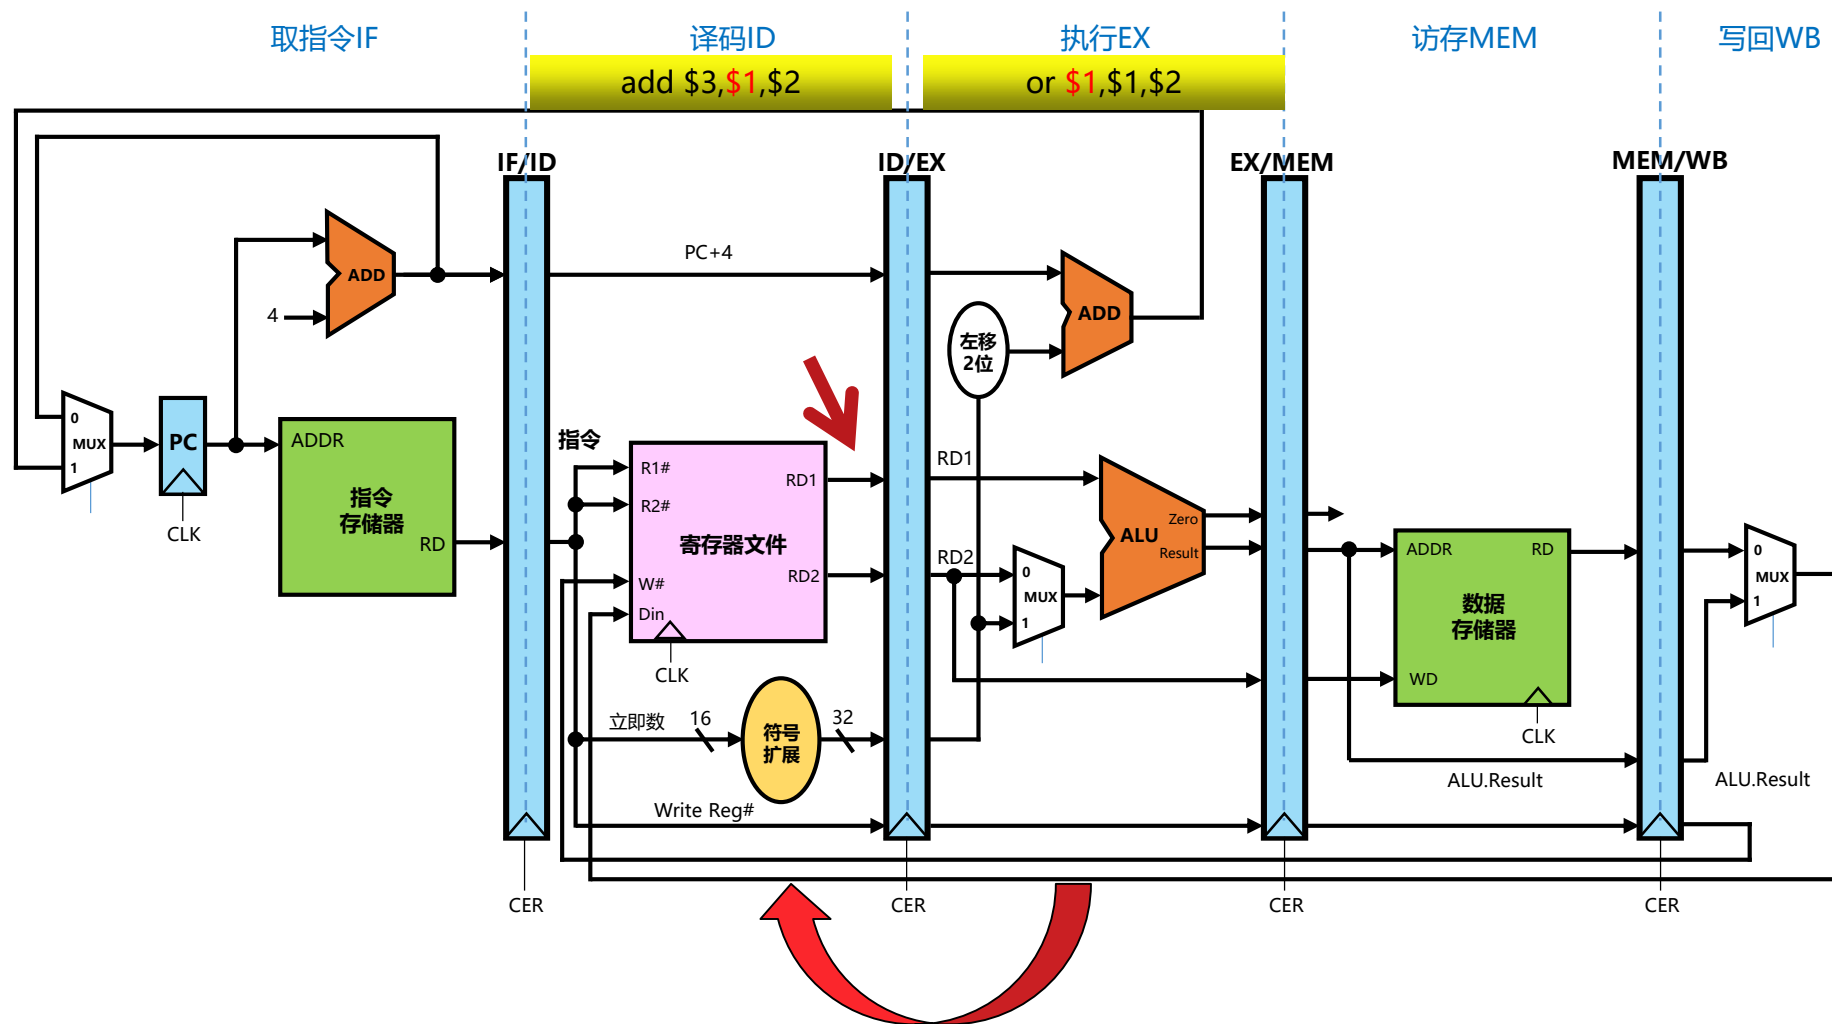 取指令IF
译码ID
执行EX
访存MEM
写回WB
add $3,$1,$2
or $1,$1,$2
IF/ID
ID/EX
EX/MEM
MEM/WB
ADD
4
PC+4
ADD
左移
2位
0
MUX
1
PC
CLK
ADDR
指令
存储器
RD
指令
R1#
R2#
W#
Din
寄存器文件
RD1
RD2
CLK
RD1
RD2
0
MUX
1
ALU
Zero
Result
ADDR
RD
数据
存储器
WD
CLK
0
MUX
1
立即数
16
符号
扩展
32
Write Reg#
ALU.Result
ALU.Result
CER
CER
CER
CER